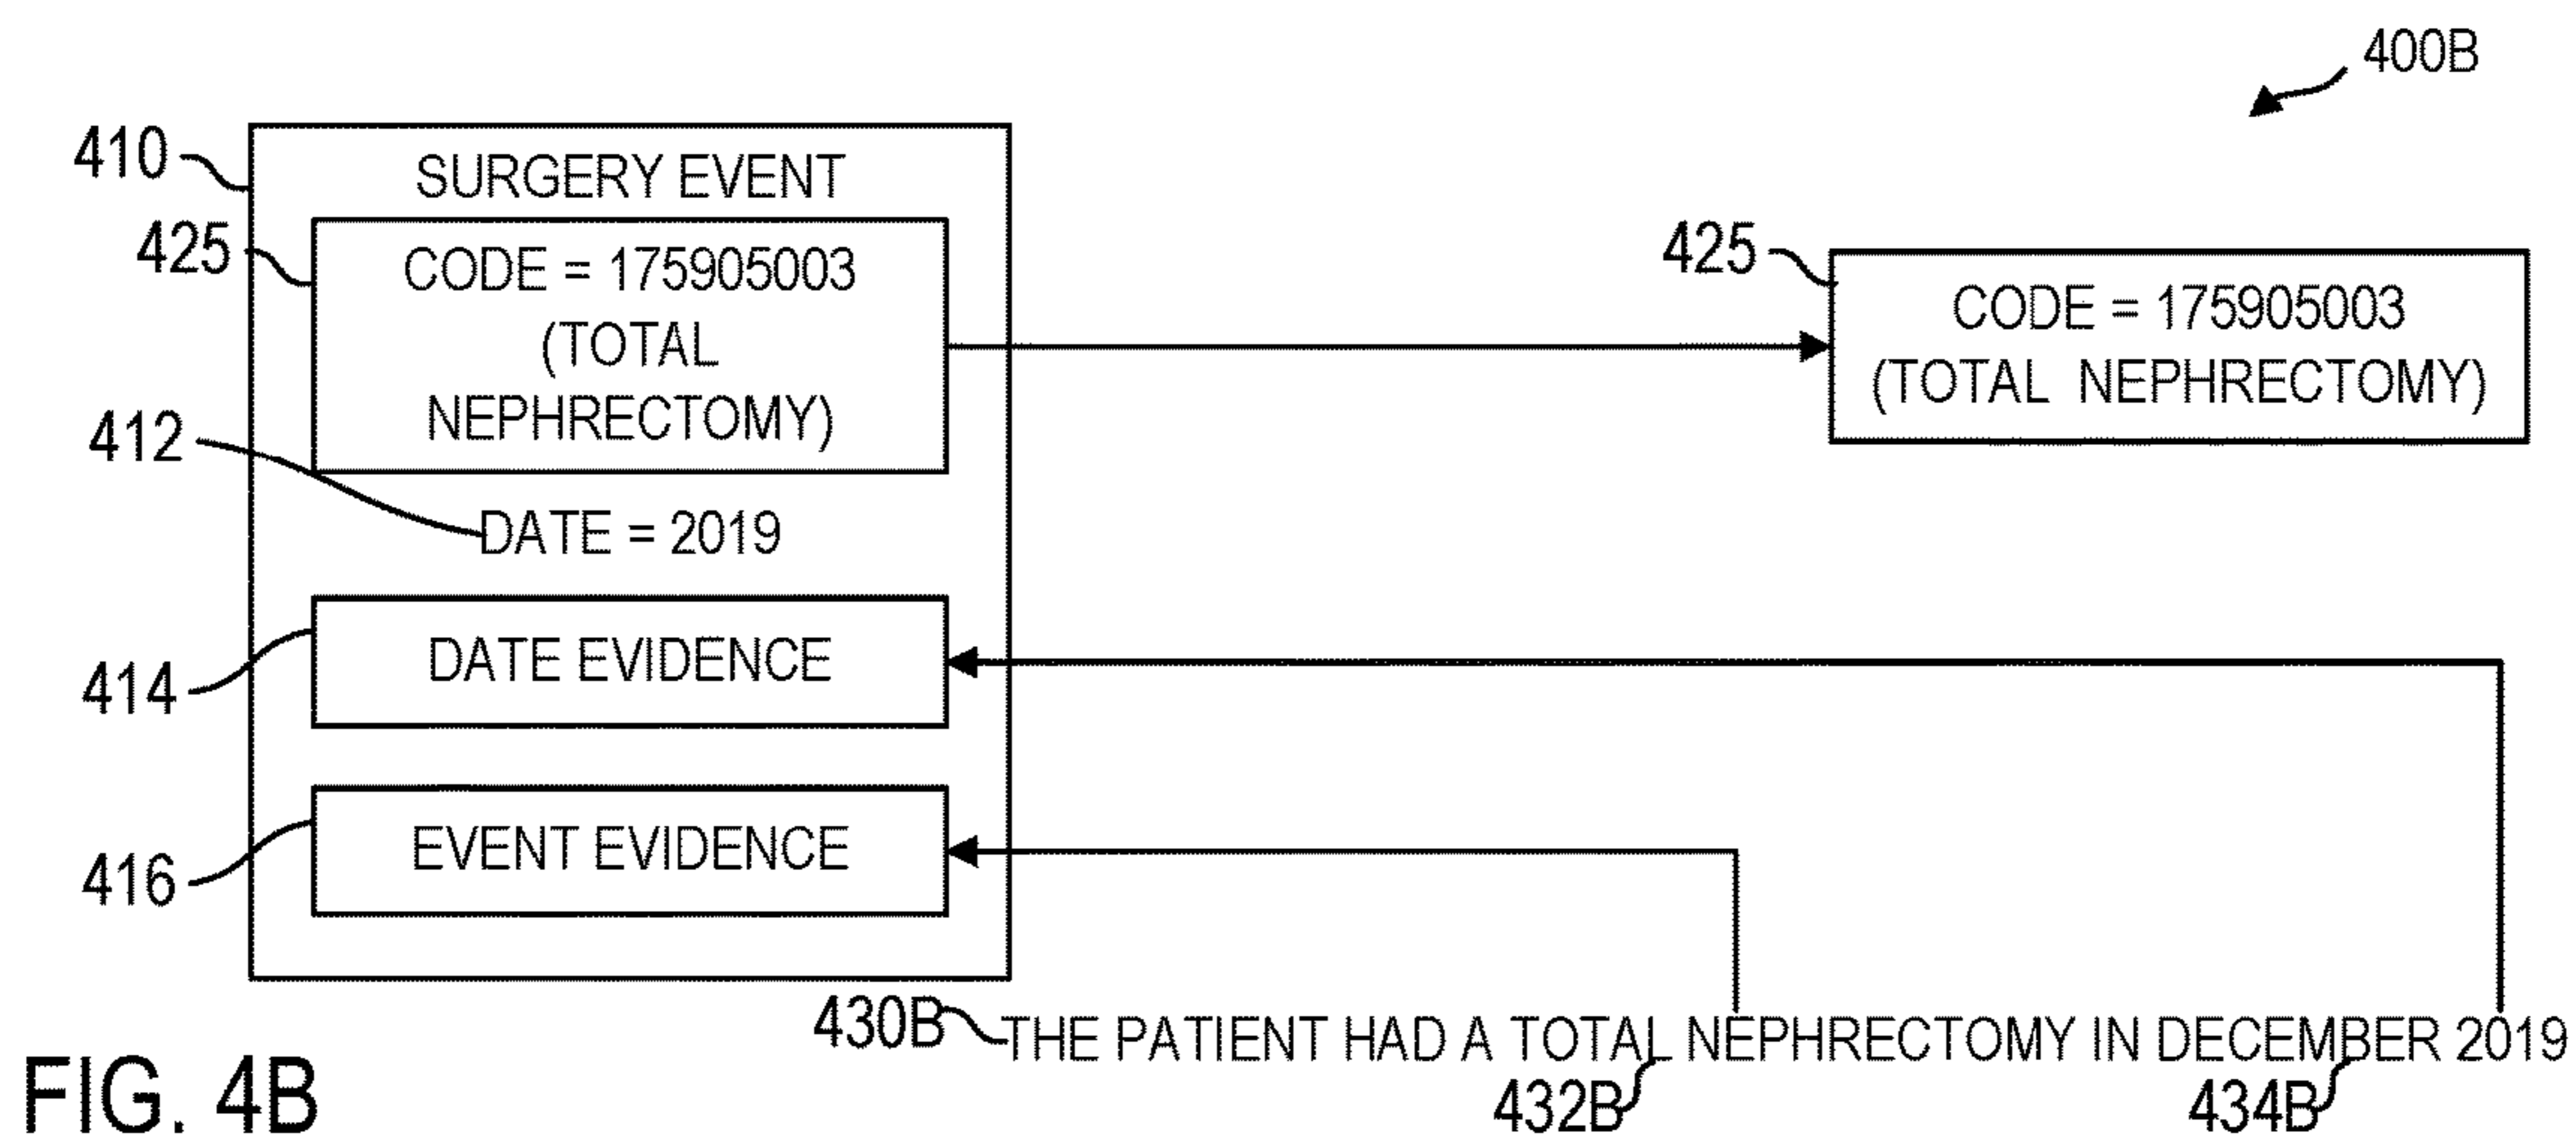 400B
410
SURGERY EVENT
425
CODE = 175905003
(TOTAL
NEPHRECTOMY)
425
CODE = 175905003
(TOTAL NEPHRECTOMY)
412
DATE = 2019
414
DATE EVIDENCE
416
EVENT EVIDENCE
430B
THE PATIENT HAD A TOTAL NEPHRECTOMY IN DECEMBER 2019
432B
434B
FIG. 4B